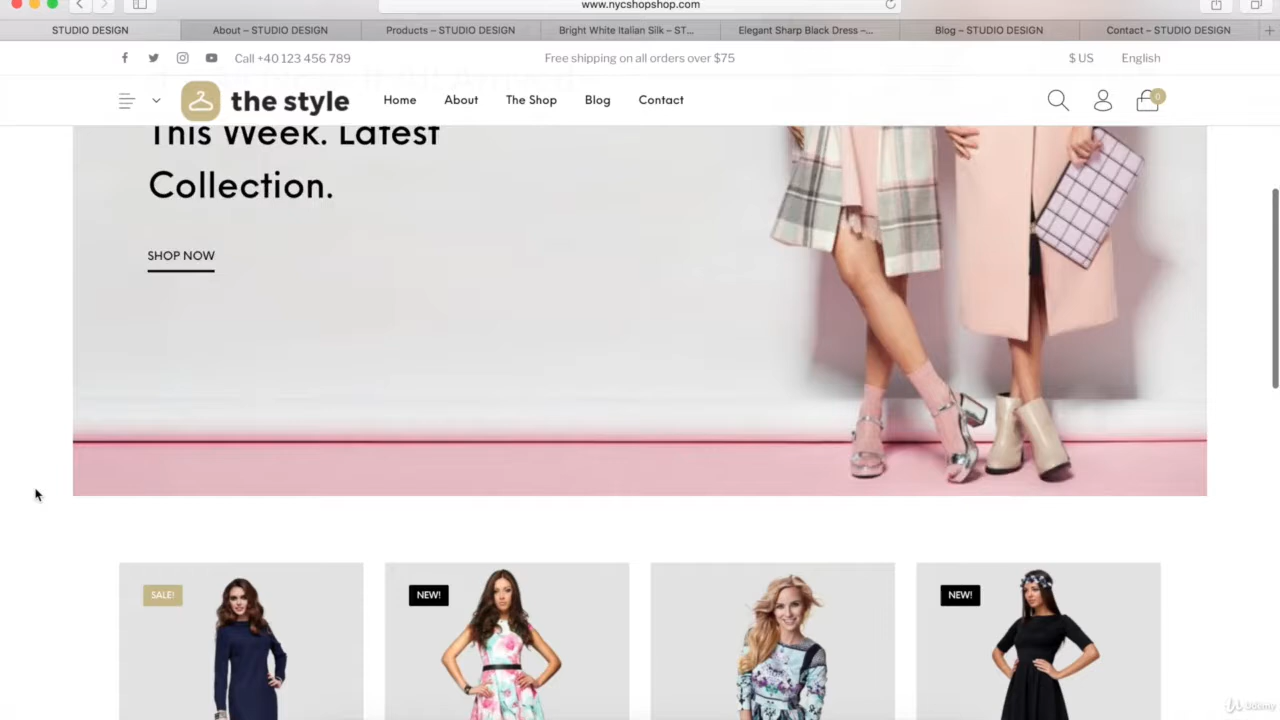 www.nycshopshop.com
STUDIO DESIGN
About – STUDIO DESIGN
Products – STUDIO DESIGN
Bright White Italian Silk – ST...
Elegant Sharp Black Dress –...
Blog – STUDIO DESIGN
Contact – STUDIO DESIGN
Call +40 123 456 789
Free shipping on all orders over $75
$ US
English
the style
Home
About
The Shop
Blog
Contact
0
This Week. Latest
Collection.
SHOP NOW
SALE!
NEW!
NEW!
Udemy